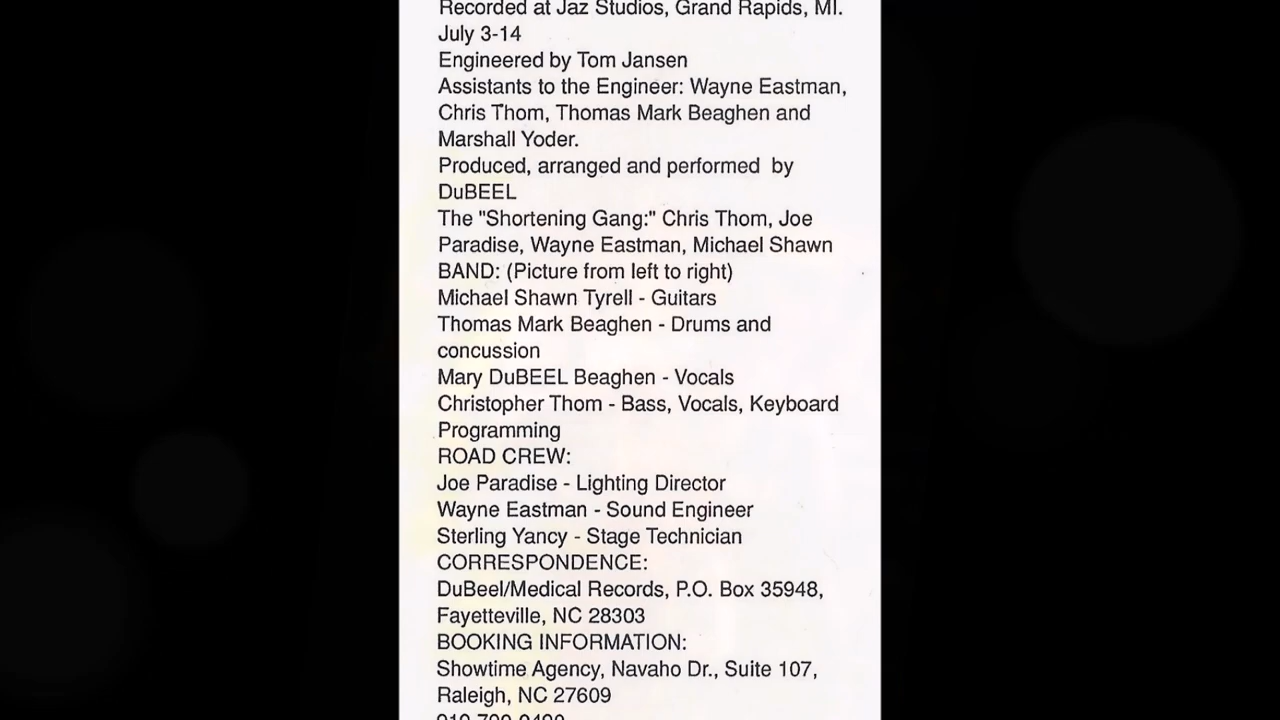 Recorded at Jaz Studios, Grand Rapids, MI.
July 3-14
Engineered by Tom Jansen
Assistants to the Engineer: Wayne Eastman,
Chris Thom, Thomas Mark Beaghen and
Marshall Yoder.
Produced, arranged and performed  by
DuBEEL
The "Shortening Gang:" Chris Thom, Joe
Paradise, Wayne Eastman, Michael Shawn
BAND: (Picture from left to right)
Michael Shawn Tyrell - Guitars
Thomas Mark Beaghen - Drums and
concussion
Mary DuBEEL Beaghen - Vocals
Christopher Thom - Bass, Vocals, Keyboard
Programming
ROAD CREW:
Joe Paradise - Lighting Director
Wayne Eastman - Sound Engineer
Sterling Yancy - Stage Technician
CORRESPONDENCE:
DuBeel/Medical Records, P.O. Box 35948,
Fayetteville, NC 28303
BOOKING INFORMATION:
Showtime Agency, Navaho Dr., Suite 107,
Raleigh, NC 27609